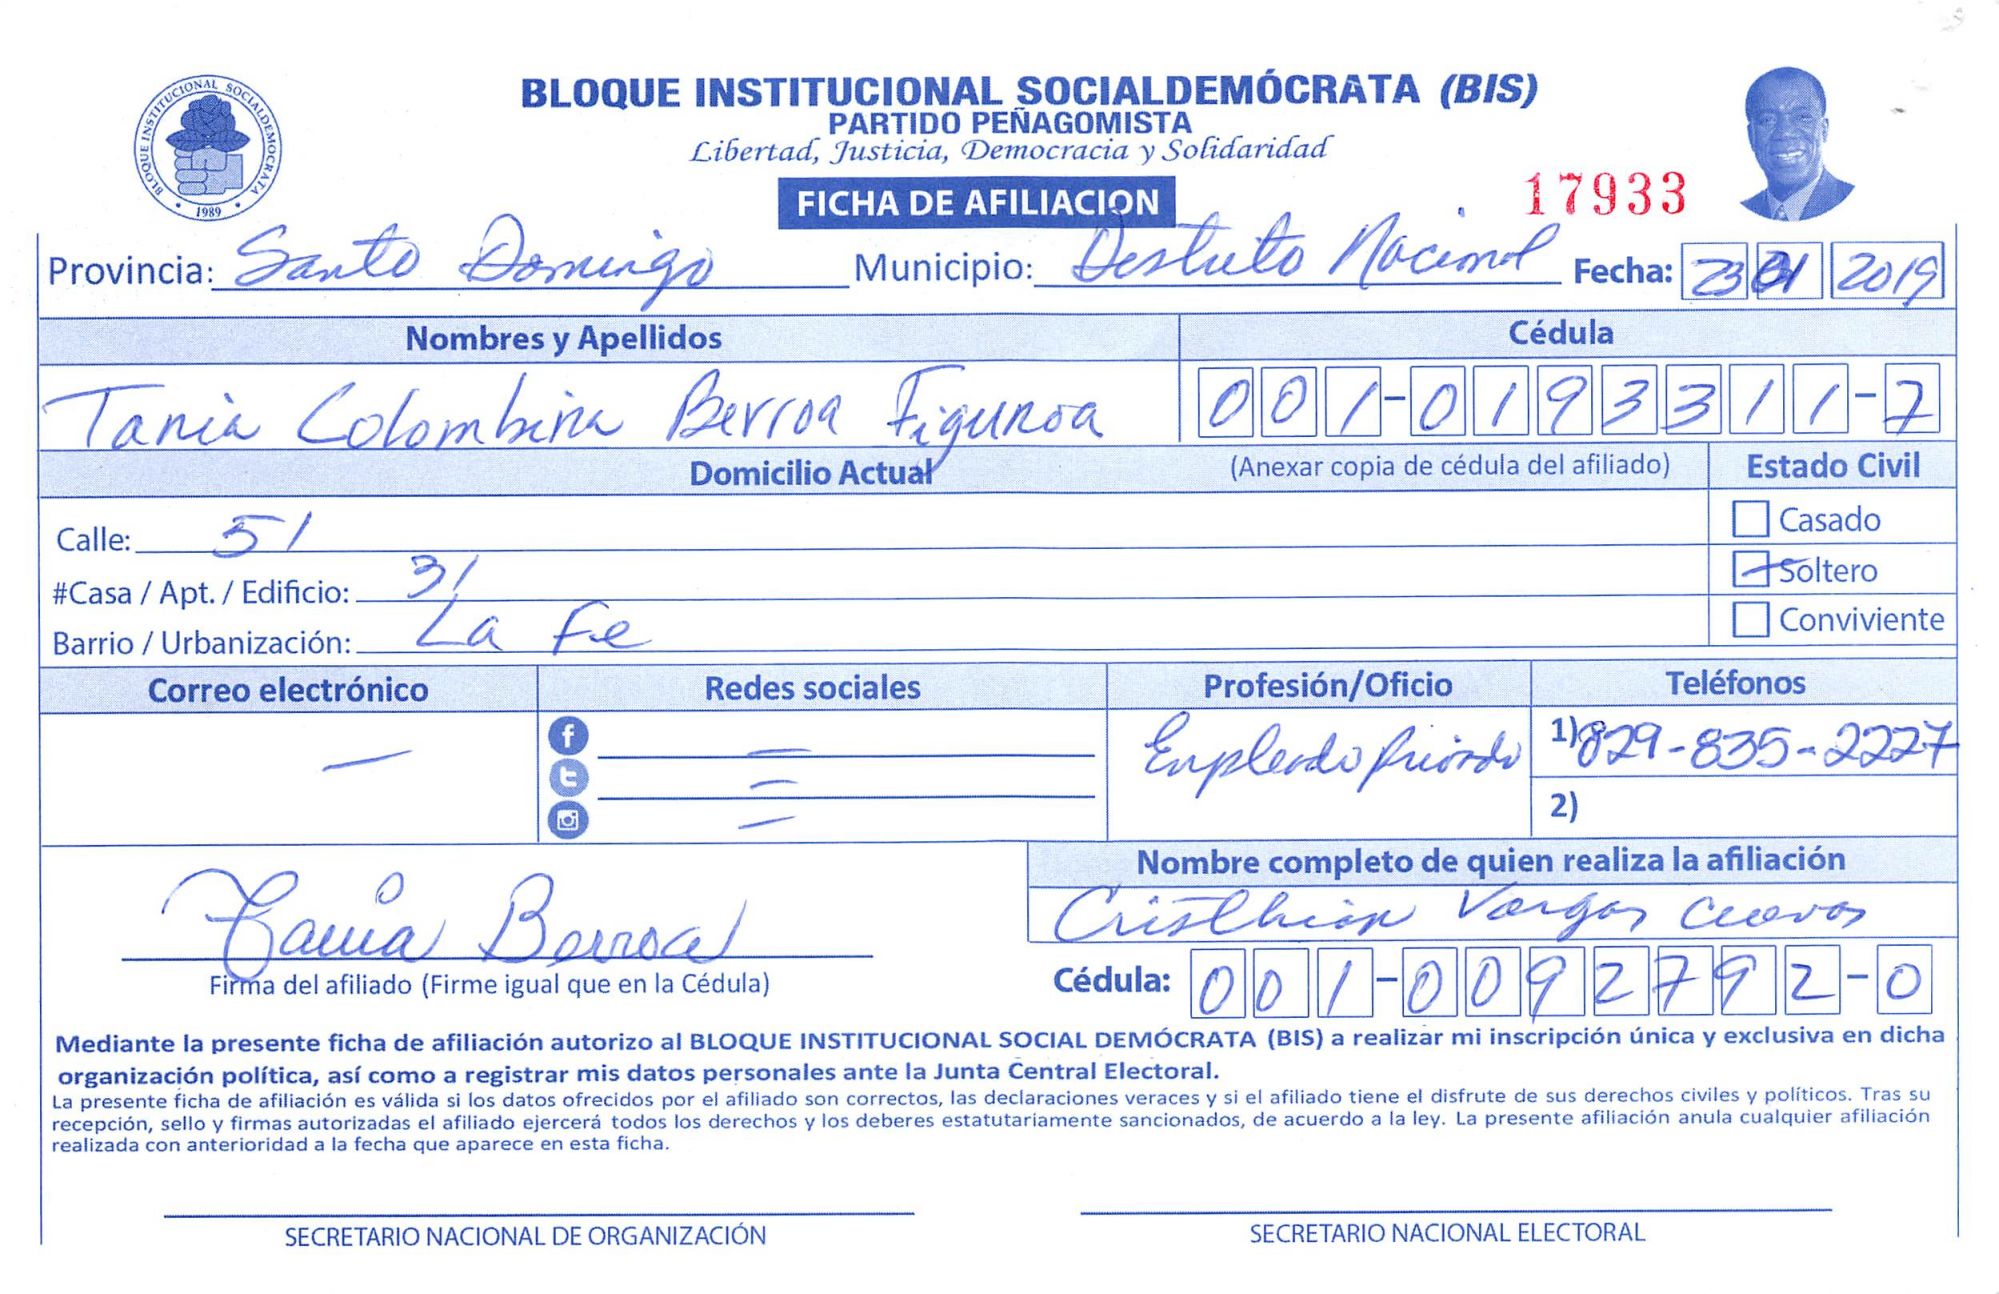 BLOQUE INSTITUCIONAL SOCIALDEMOCRATA
1989
BLOQUE INSTITUCIONAL SOCIALDEMÓCRATA (BIS)
PARTIDO PEÑAGOMISTA
Libertad, Justicia, Democracia y Solidaridad
FICHA DE AFILIACION
17933
Provincia: Santo Domingo Municipio: Destrito Nacional Fecha: 23 01 2019
Nombres y Apellidos Cédula
Tania Colombina Berroa Figueroa 001-0193311-7
Domicilio Actual (Anexar copia de cédula del afiliado) Estado Civil
Calle: 51 Casado
#Casa / Apt. / Edificio: 31 Soltero
Barrio / Urbanización: La Fe Conviviente
Correo electrónico Redes sociales Profesión/Oficio Teléfonos
— — Empleado Privado 1) 829-835-2227
—
— 2)
Nombre completo de quien realiza la afiliación
Tania Berroa Cristhian Vargas Cuevas
Firma del afiliado (Firme igual que en la Cédula) Cédula: 001-0092792-0
Mediante la presente ficha de afiliación autorizo al BLOQUE INSTITUCIONAL SOCIAL DEMÓCRATA (BIS) a realizar mi inscripción única y exclusiva en dicha
organización política, así como a registrar mis datos personales ante la Junta Central Electoral.
La presente ficha de afiliación es válida si los datos ofrecidos por el afiliado son correctos, las declaraciones veraces y si el afiliado tiene el disfrute de sus derechos civiles y políticos. Tras su
recepción, sello y firmas autorizadas el afiliado ejercerá todos los derechos y los deberes estatutariamente sancionados, de acuerdo a la ley. La presente afiliación anula cualquier afiliación
realizada con anterioridad a la fecha que aparece en esta ficha.
SECRETARIO NACIONAL DE ORGANIZACIÓN SECRETARIO NACIONAL ELECTORAL